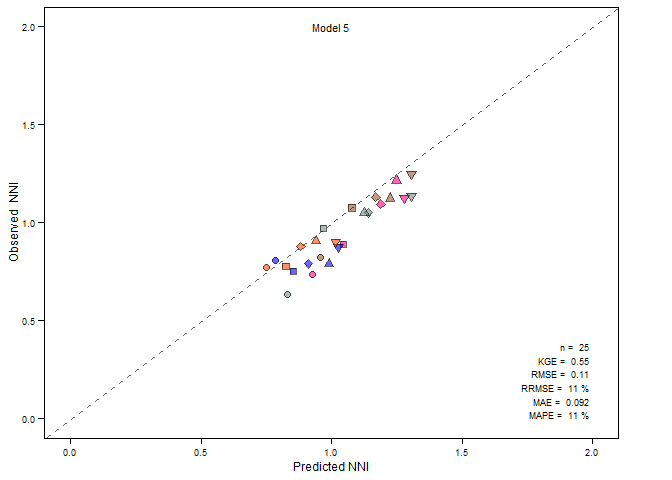 Model 5
2.0
1.5
1.0
0.5
0.0
Observed NNI
n = 25
KGE = 0.55
RMSE = 0.11
RRMSE = 11 %
MAE = 0.092
MAPE = 11 %
0.0 0.5 1.0 1.5 2.0
Predicted NNI